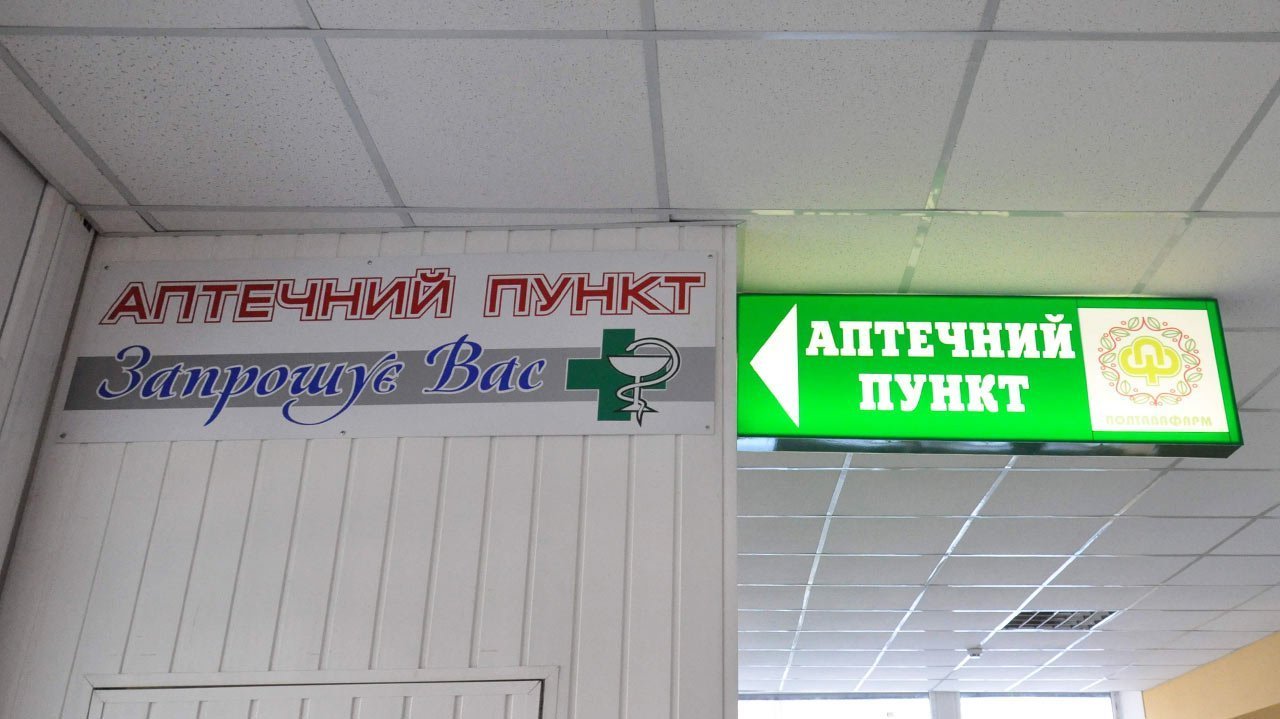 АПТЕЧНИЙ ПУНКТ
Запрошує Вас
АПТЕЧНИЙ
ПУНКТ
ПОЛТАВАФАРМ